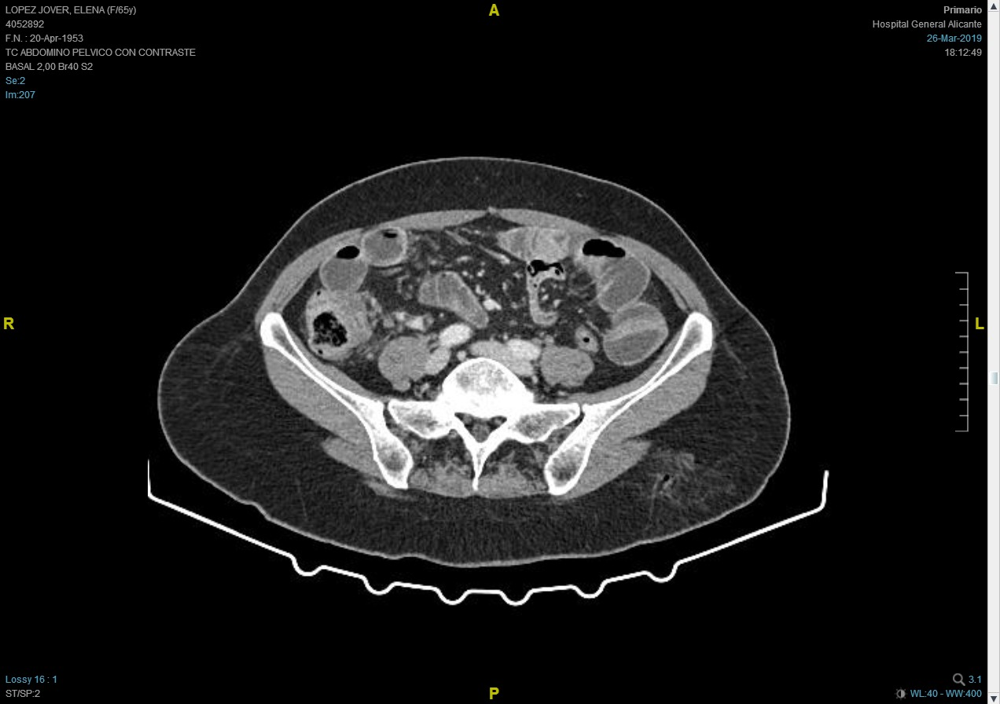 LOPEZ JOVER, ELENA (F/65y)
4052892
F.N. : 20-Apr-1953
TC ABDOMINO PELVICO CON CONTRASTE
BASAL 2,00 Br40 S2
Se:2
Im:207
A
Primario
Hospital General Alicante
26-Mar-2019
18:12:49
R
L
Lossy 16 : 1
ST/SP:2
P
3.1
WL:40 - WW:400